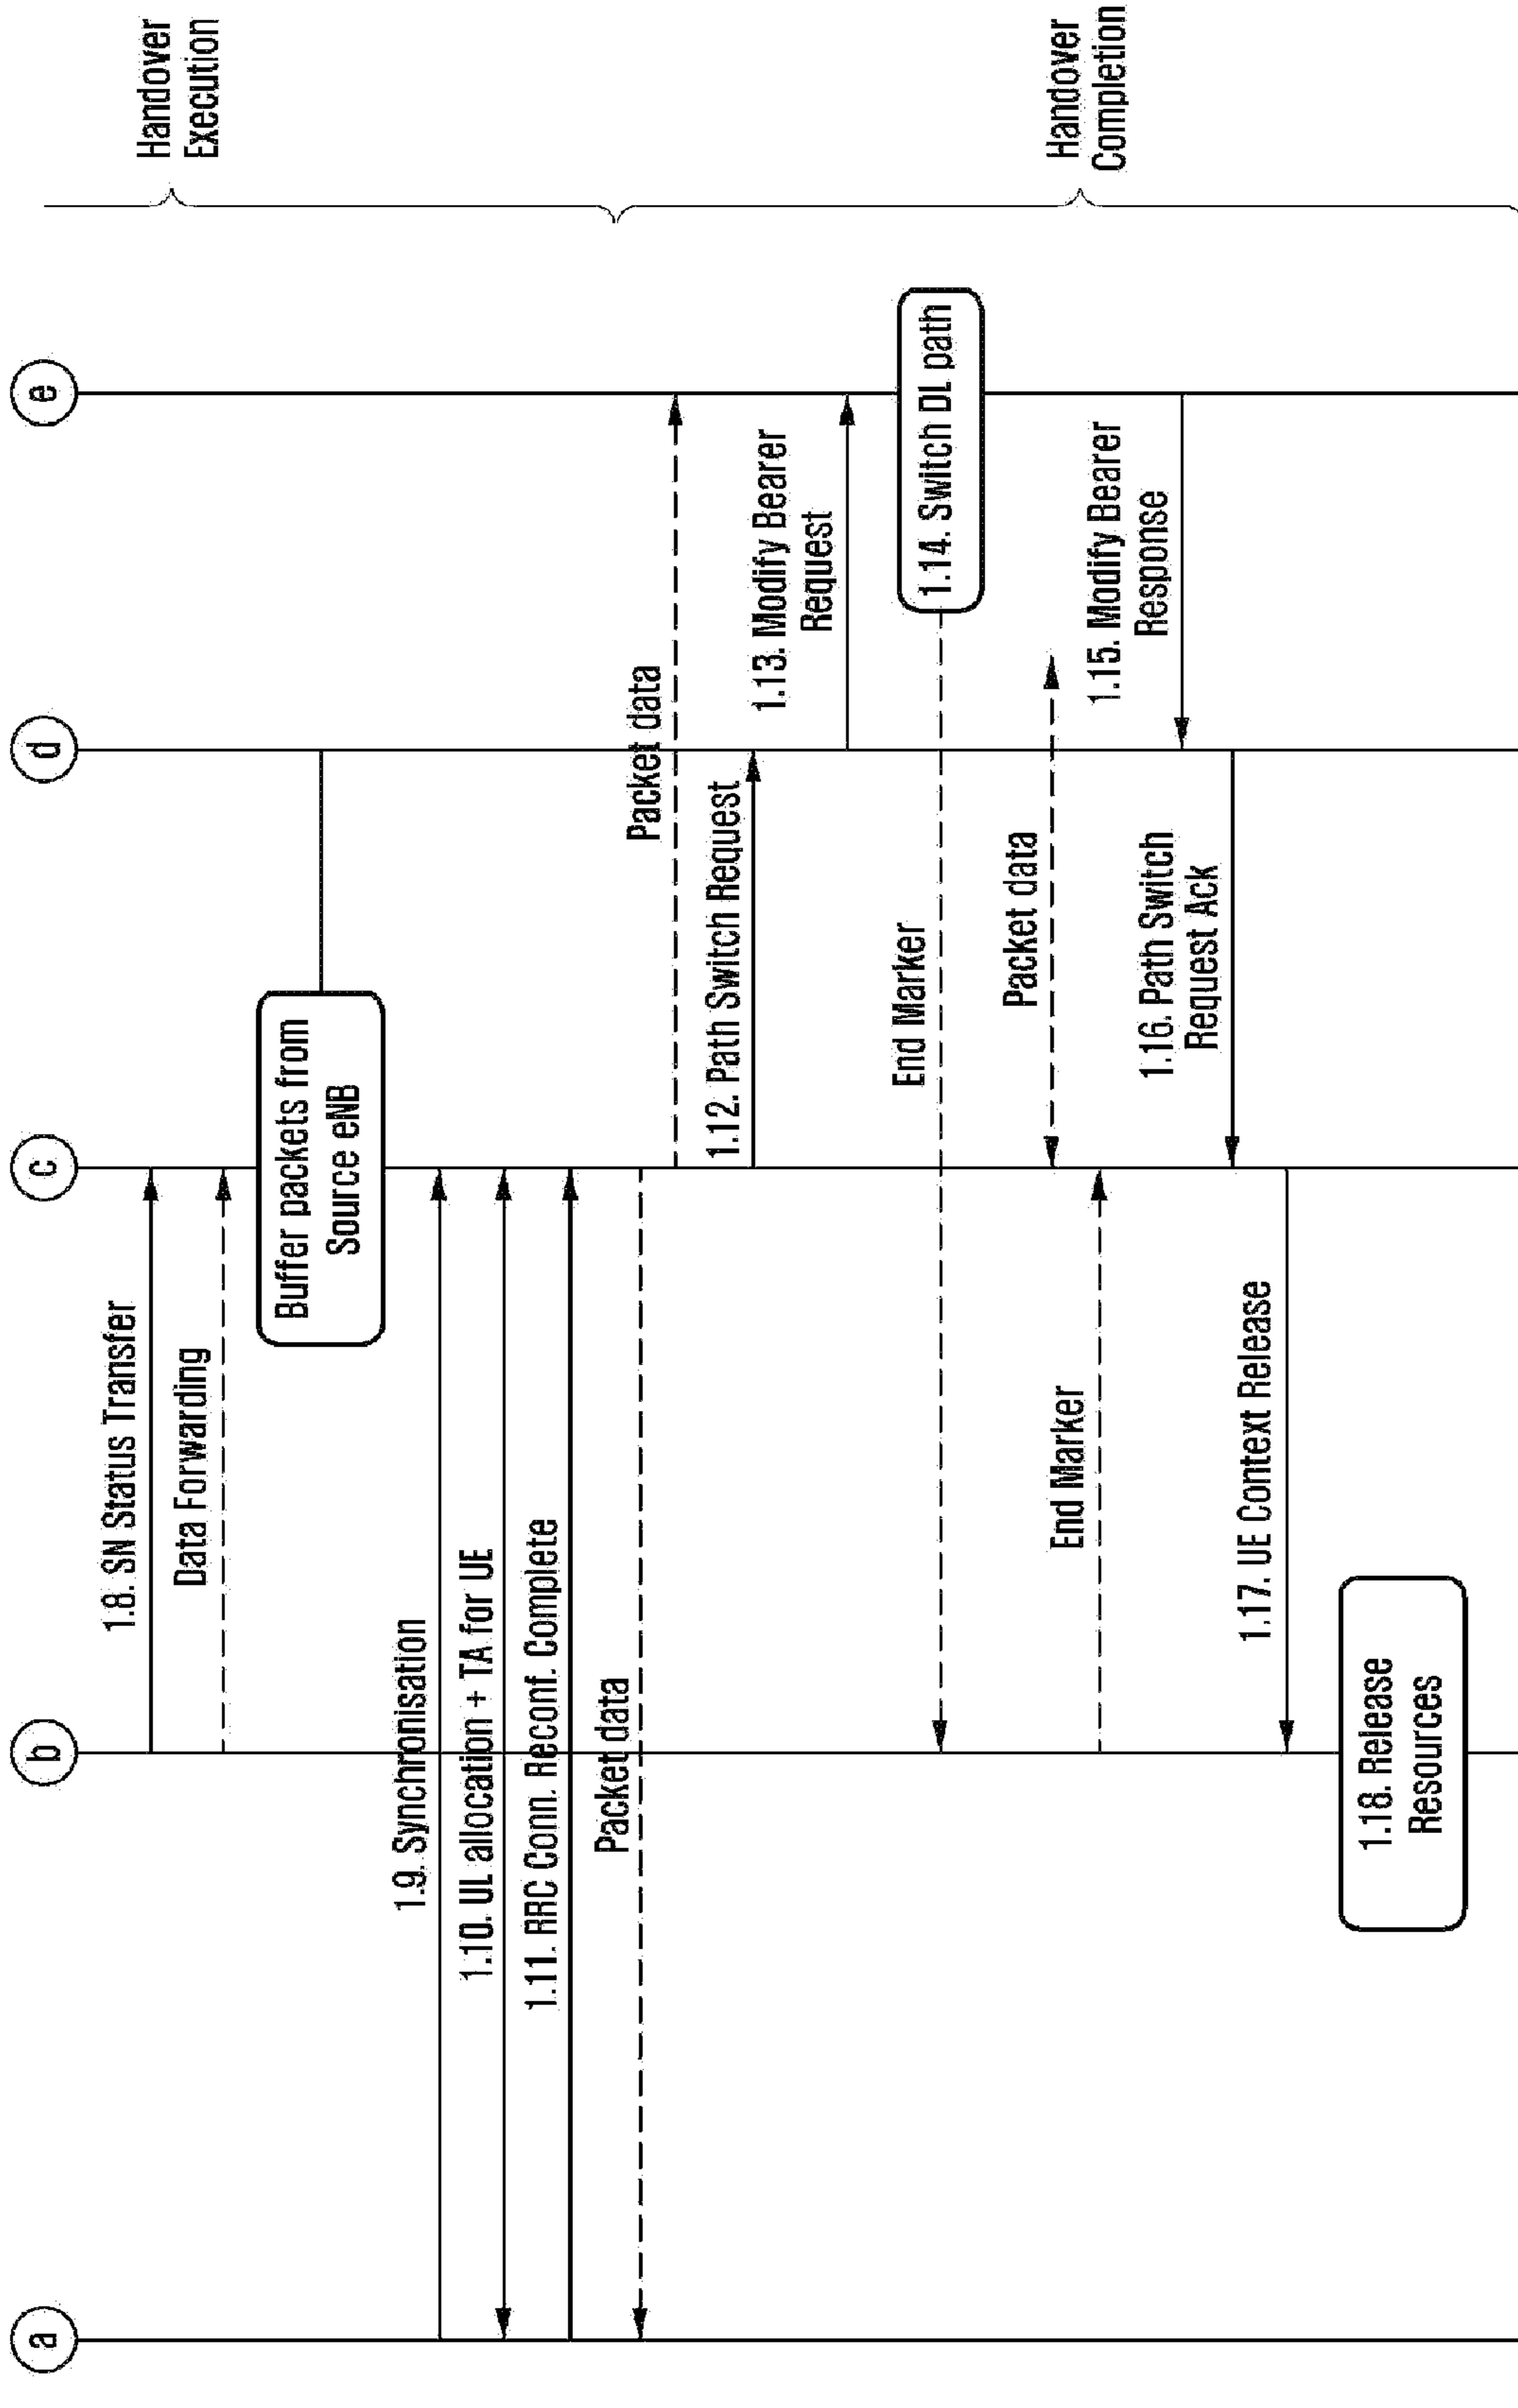 a
b
c
d
e
1.8. SN Status Transfer
Data Forwarding
Buffer packets from
Source eNB
1.9. Synchronisation
1.10. UL allocation + TA for UE
1.11. RRC Conn. Reconf. Complete
Packet data
Packet data
Handover
Execution
1.12. Path Switch Request
1.13. Modify Bearer
Request
End Marker
1.14. Switch DL path
Packet data
End Marker
1.15. Modify Bearer
Response
1.16. Path Switch
Request Ack
1.17. UE Context Release
1.18. Release
Resources
Handover
Completion